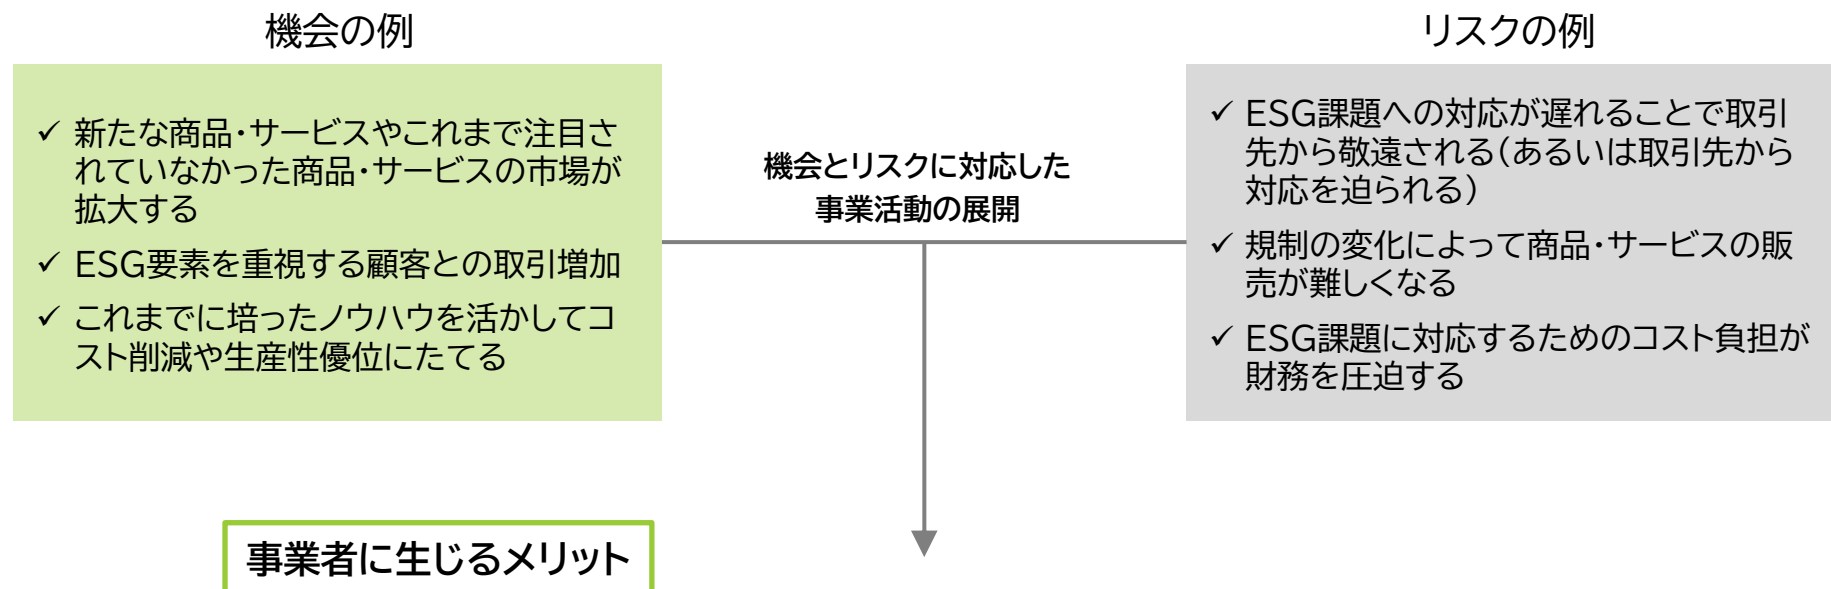 機会の例
✓ 新たな商品・サービスやこれまで注目さ
れていなかった商品・サービスの市場が
拡大する
✓ ESG要素を重視する顧客との取引増加
✓ これまでに培ったノウハウを活かしてコ
スト削減や生産性優位にたてる
機会とリスクに対応した
事業活動の展開
リスクの例
✓ ESG課題への対応が遅れることで取引
先から敬遠される(あるいは取引先から
対応を迫られる)
✓ 規制の変化によって商品・サービスの販
売が難しくなる
✓ ESG課題に対応するためのコスト負担が
財務を圧迫する
事業者に生じるメリット